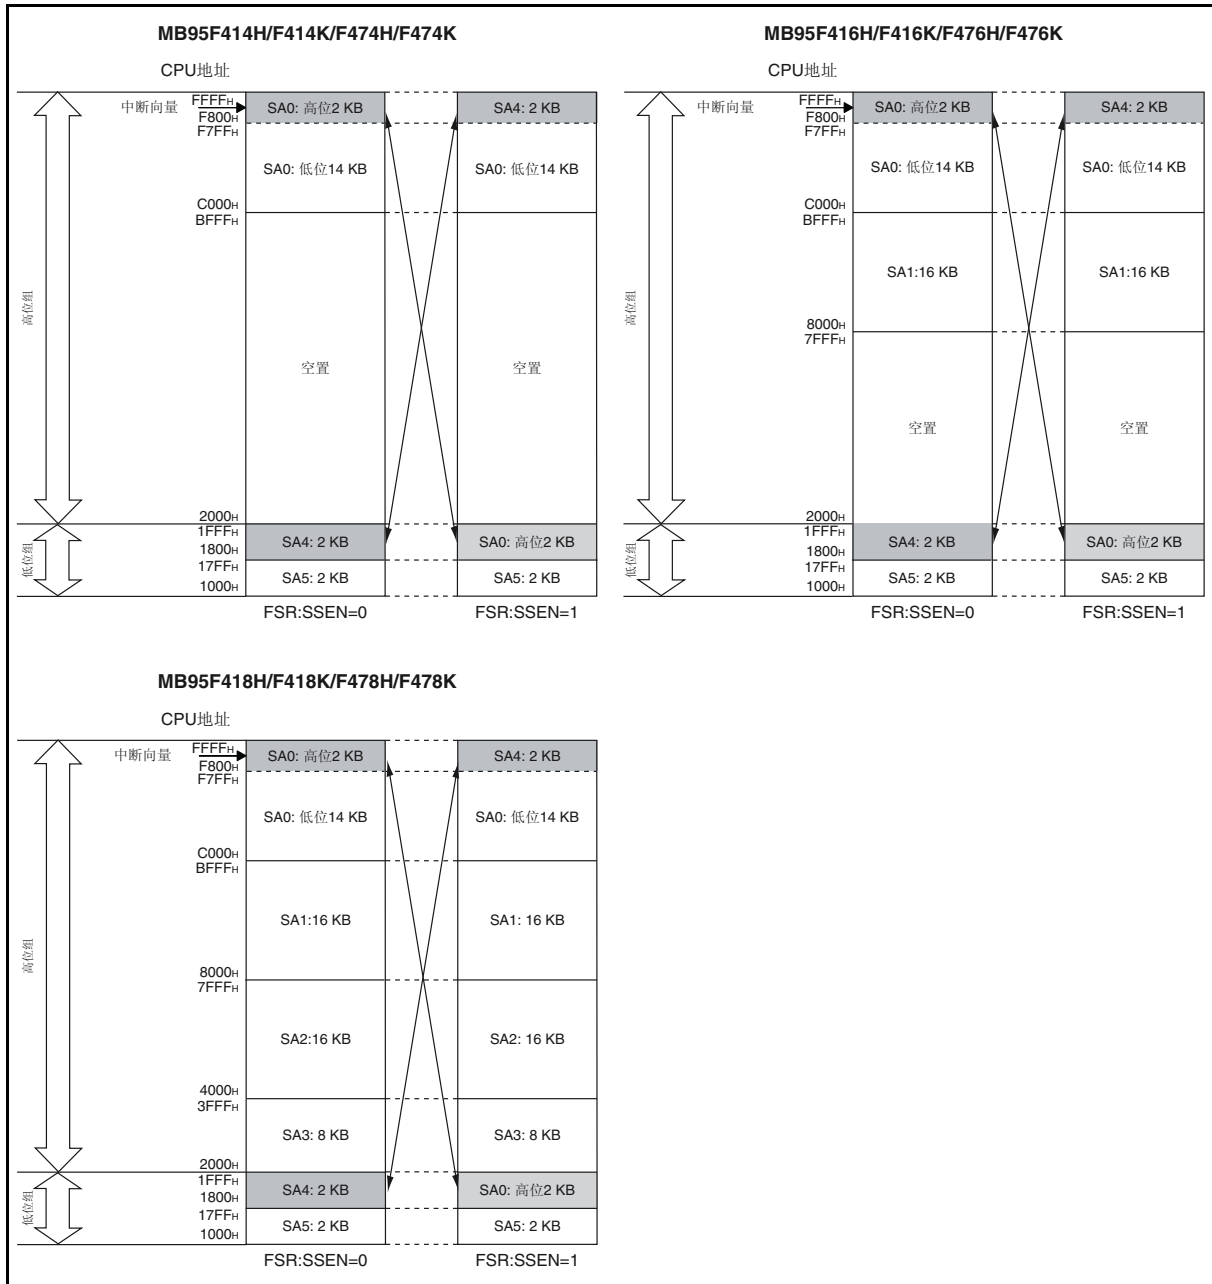 MB95F414H/F414K/F474H/F474K
CPU地址
中断向量
FFFFH
F800H
F7FFH
C000H
BFFFH
2000H
1FFFH
1800H
17FFH
1000H
高位组
低位组
SA0: 高位2 KB
SA0: 低位14 KB
空置
SA4: 2 KB
SA5: 2 KB
FSR:SSEN=0
SA4: 2 KB
SA0: 低位14 KB
空置
SA0: 高位2 KB
SA5: 2 KB
FSR:SSEN=1
MB95F416H/F416K/F476H/F476K
CPU地址
中断向量
FFFFH
F800H
F7FFH
C000H
BFFFH
8000H
7FFFH
2000H
1FFFH
1800H
17FFH
1000H
高位组
低位组
SA0: 高位2 KB
SA0: 低位14 KB
SA1:16 KB
空置
SA4: 2 KB
SA5: 2 KB
FSR:SSEN=0
SA4: 2 KB
SA0: 低位14 KB
SA1:16 KB
空置
SA0: 高位2 KB
SA5: 2 KB
FSR:SSEN=1
MB95F418H/F418K/F478H/F478K
CPU地址
中断向量
FFFFH
F800H
F7FFH
C000H
BFFFH
8000H
7FFFH
4000H
3FFFH
2000H
1FFFH
1800H
17FFH
1000H
高位组
低位组
SA0: 高位2 KB
SA0: 低位14 KB
SA1:16 KB
SA2:16 KB
SA3: 8 KB
SA4: 2 KB
SA5: 2 KB
FSR:SSEN=0
SA4: 2 KB
SA0: 低位14 KB
SA1: 16 KB
SA2: 16 KB
SA3: 8 KB
SA0: 高位2 KB
SA5: 2 KB
FSR:SSEN=1